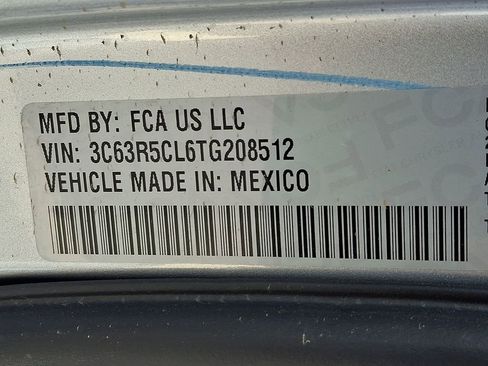 MFD BY: FCA US LLC
VIN: 3C63R5CL6TG208512
VEHICLE MADE IN: MEXICO